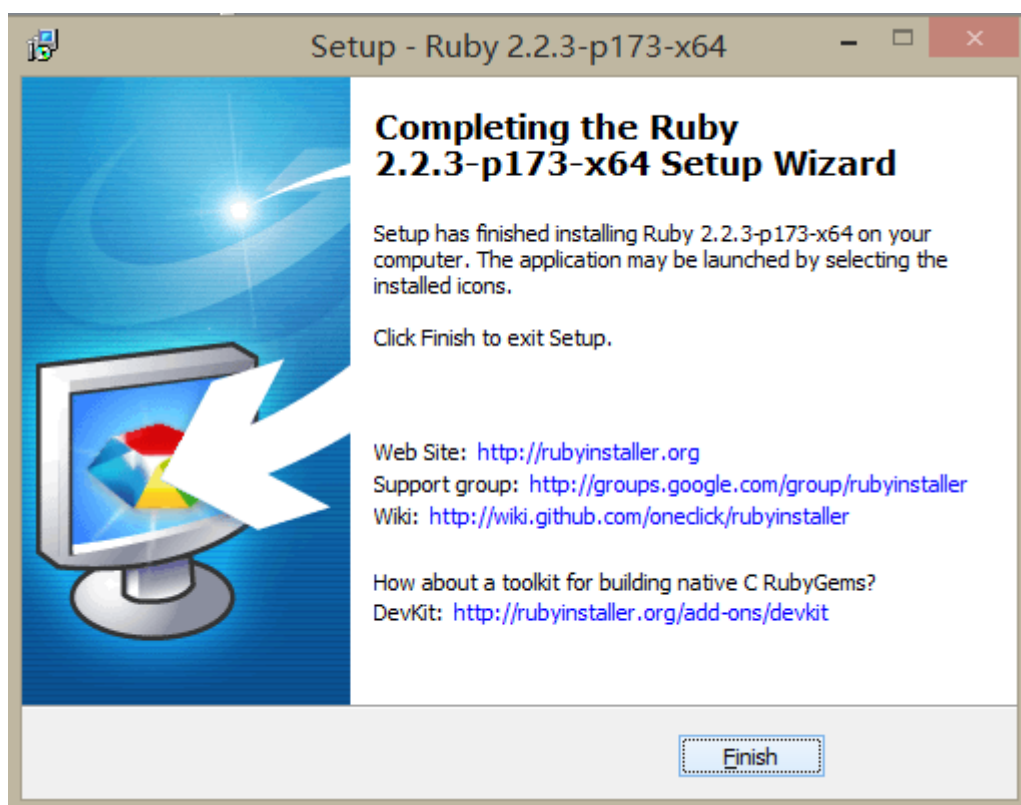 Setup - Ruby 2.2.3-p173-x64
Completing the Ruby
2.2.3-p173-x64 Setup Wizard
Setup has finished installing Ruby 2.2.3-p173-x64 on your
computer. The application may be launched by selecting the
installed icons.
Click Finish to exit Setup.
Web Site: http://rubyinstaller.org
Support group: http://groups.google.com/group/rubyinstaller
Wiki: http://wiki.github.com/oneclick/rubyinstaller
How about a toolkit for building native C RubyGems?
DevKit: http://rubyinstaller.org/add-ons/devkit
Finish